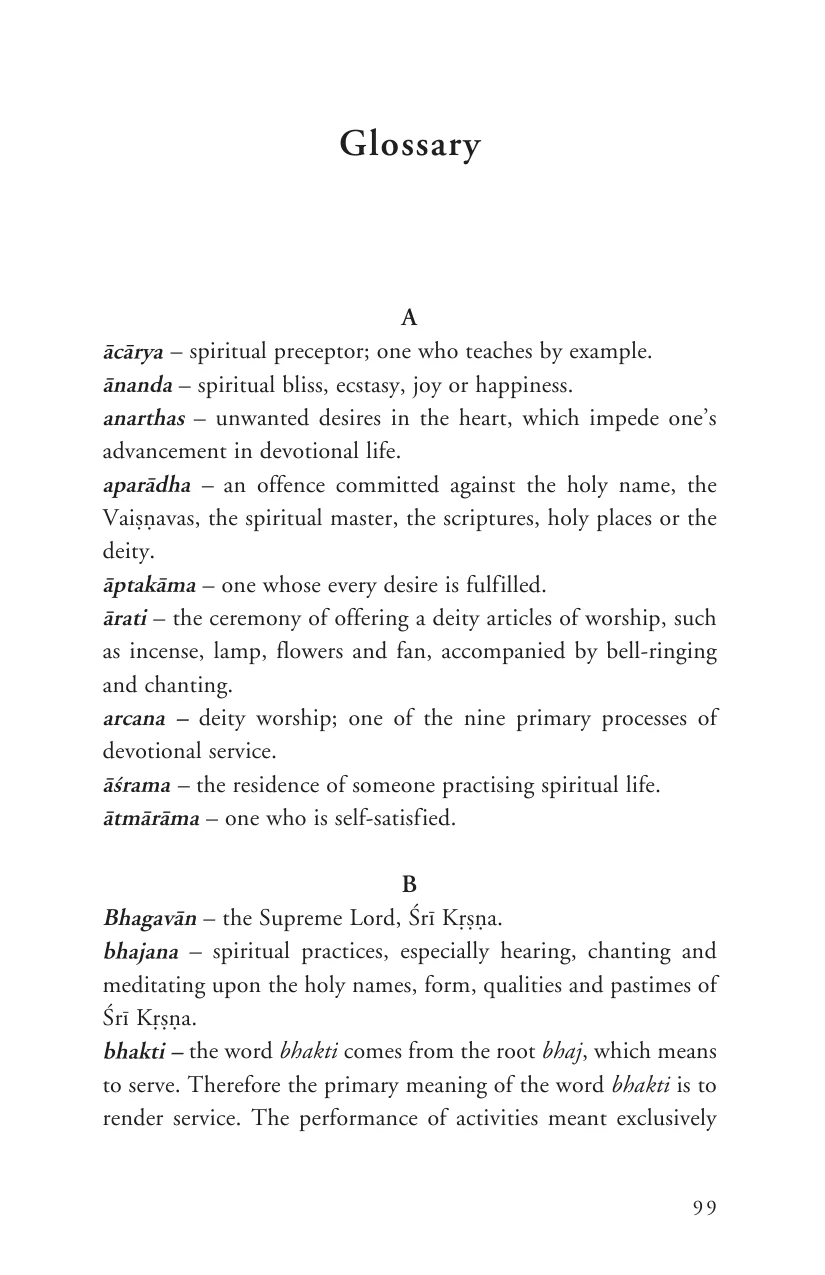 Glossary
A
ācārya – spiritual preceptor; one who teaches by example.
ānanda – spiritual bliss, ecstasy, joy or happiness.
anarthas – unwanted desires in the heart, which impede one’s
advancement in devotional life.
aparādha – an offence committed against the holy name, the
Vaiṣṇavas, the spiritual master, the scriptures, holy places or the
deity.
āptakāma – one whose every desire is fulfilled.
ārati – the ceremony of offering a deity articles of worship, such
as incense, lamp, flowers and fan, accompanied by bell-ringing
and chanting.
arcana – deity worship; one of the nine primary processes of
devotional service.
āśrama – the residence of someone practising spiritual life.
ātmārāma – one who is self-satisfied.
B
Bhagavān – the Supreme Lord, Śrī Kṛṣṇa.
bhajana – spiritual practices, especially hearing, chanting and
meditating upon the holy names, form, qualities and pastimes of
Śrī Kṛṣṇa.
bhakti – the word bhakti comes from the root bhaj, which means
to serve. Therefore the primary meaning of the word bhakti is to
render service. The performance of activities meant exclusively
99